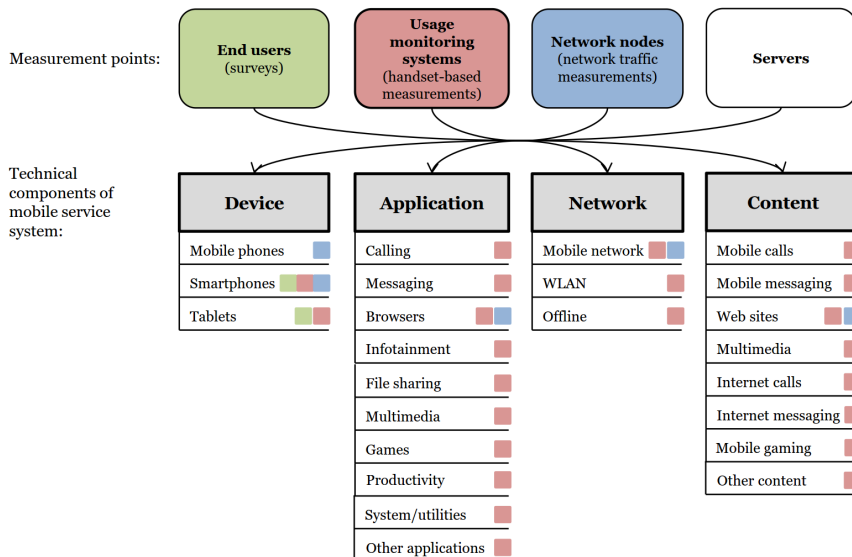 Measurement points:
End users
(surveys)
Usage
monitoring
systems
(handset-based
measurements)
Network nodes
(network traffic
measurements)
Servers
Technical
components of
mobile service
system:
Device
Mobile phones
Smartphones
Tablets
Application
Calling
Messaging
Browsers
Infotainment
File sharing
Multimedia
Games
Productivity
System/utilities
Other applications
Network
Mobile network
WLAN
Offline
Content
Mobile calls
Mobile messaging
Web sites
Multimedia
Internet calls
Internet messaging
Mobile gaming
Other content